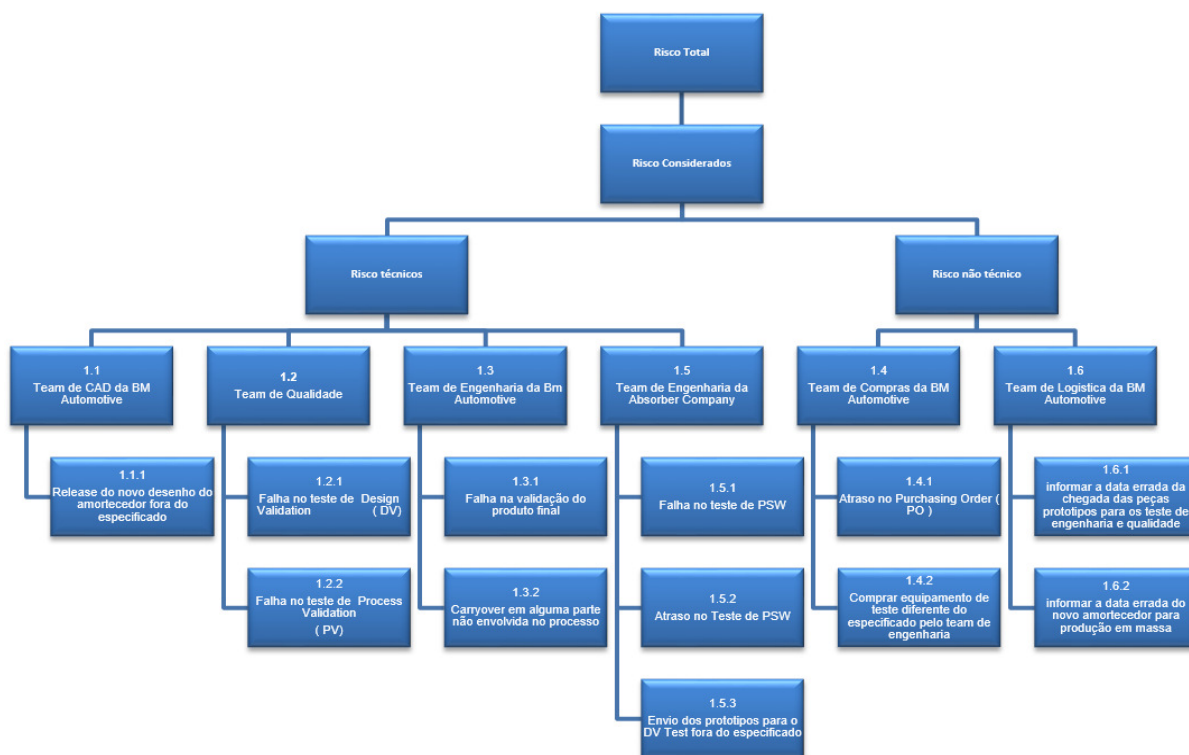 Risco Total
Risco Considerados
Risco técnicos
Risco não técnico
1.1
Team de CAD da BM
Automotive
1.2
Team de Qualidade
1.3
Team de Engenharia da Bm
Automotive
1.5
Team de Engenharia da
Absorber Company
1.4
Team de Compras da BM
Automotive
1.6
Team de Logistica da BM
Automotive
1.1.1
Release do novo desenho do
amortecedor fora do
especificado
1.2.1
Falha no teste de Design
Validation ( DV)
1.3.1
Falha na validação do
produto final
1.5.1
Falha no teste de PSW
1.4.1
Atraso no Purchasing Order (
PO )
1.6.1
informar a data errada da
chegada das peças
prototipos para os teste de
engenharia e qualidade
1.2.2
Falha no teste de Process
Validation
( PV)
1.3.2
Carryover em alguma parte
não envolvida no processo
1.5.2
Atraso no Teste de PSW
1.4.2
Comprar equipamento de
teste diferente do
especificado pelo team de
engenharia
1.6.2
informar a data errada do
novo amortecedor para
produção em massa
1.5.3
Envio dos prototipos para o
DV Test fora do especificado